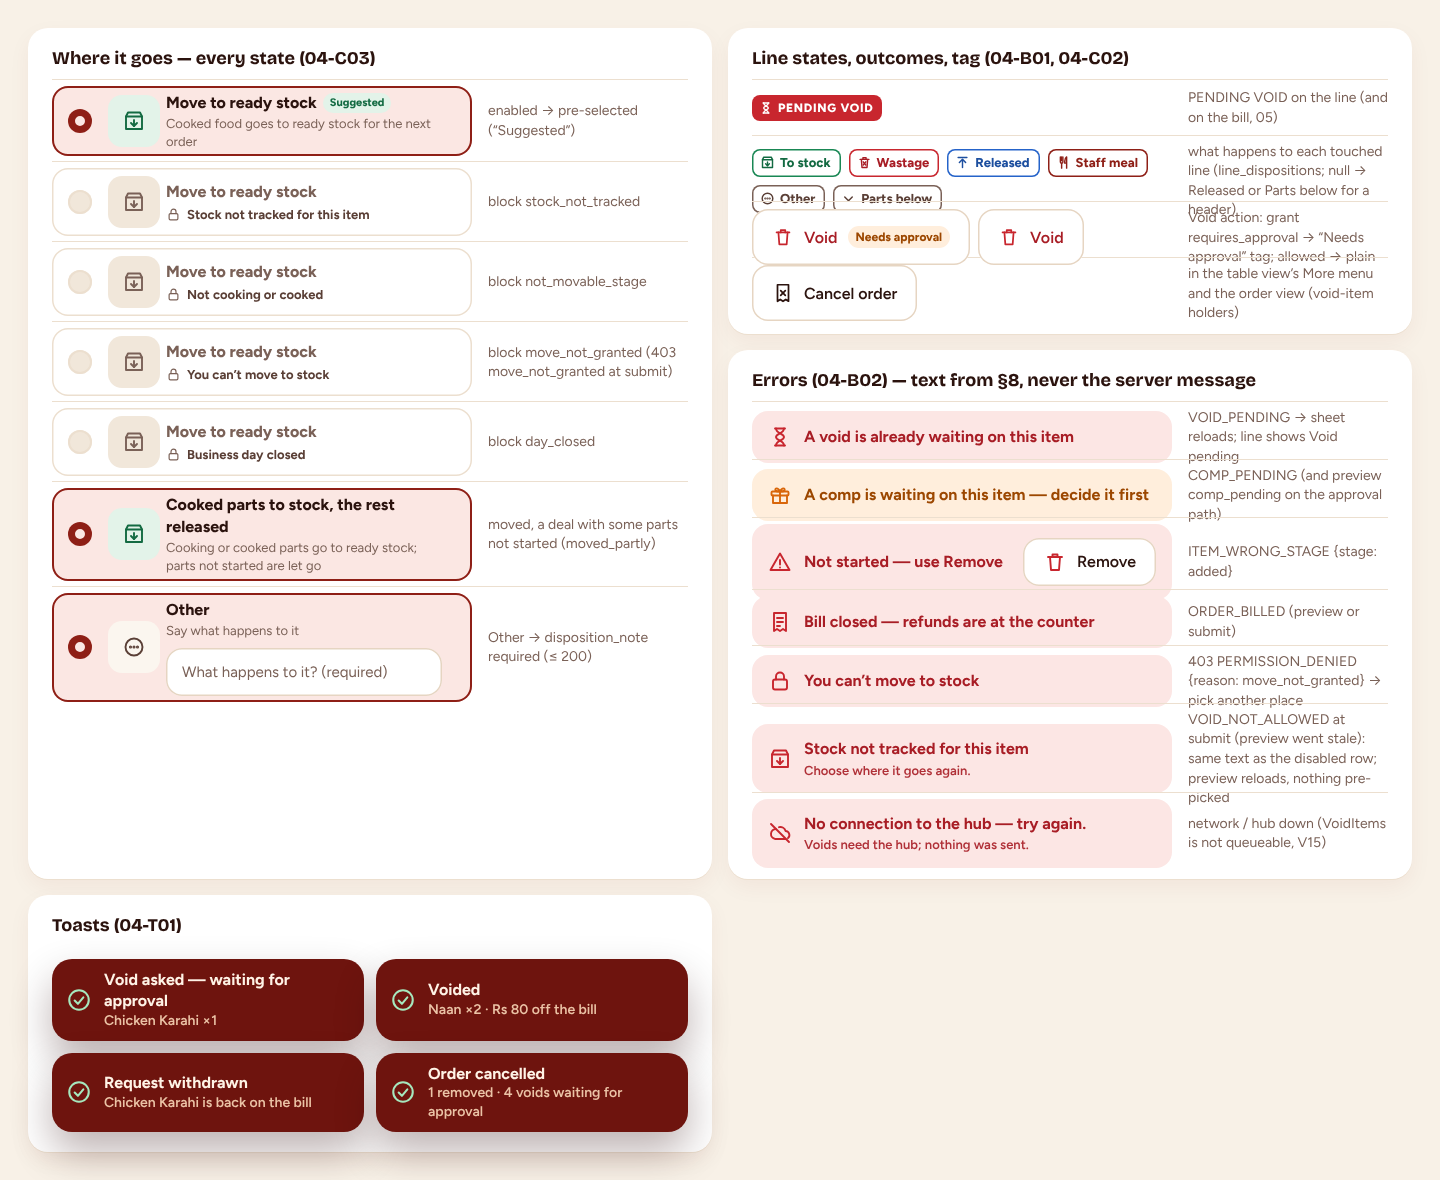 Where it goes — every state (04-C03)
Move to ready stock Suggested
Cooked food goes to ready stock for the next
order
enabled → pre-selected
(“Suggested”)
Move to ready stock
Stock not tracked for this item
block stock_not_tracked
Move to ready stock
Not cooking or cooked
block not_movable_stage
Move to ready stock
You can’t move to stock
block move_not_granted (403
move_not_granted at submit)
Move to ready stock
Business day closed
block day_closed
Cooked parts to stock, the rest
released
Cooking or cooked parts go to ready stock;
parts not started are let go
moved, a deal with some parts
not started (moved_partly)
Other
Say what happens to it
What happens to it? (required)
Other → disposition_note
required (≤ 200)
Line states, outcomes, tag (04-B01, 04-C02)
PENDING VOID
PENDING VOID on the line (and
on the bill, 05)
To stock Wastage Released Staff meal
Other Parts below
what happens to each touched
line (line_dispositions; null →
Released or Parts below for a
header)
Void Needs approval Void
Void action: grant
requires_approval → “Needs
approval” tag; allowed → plain
Cancel order
in the table view’s More menu
and the order view (void-item
holders)
Errors (04-B02) — text from §8, never the server message
A void is already waiting on this item
VOID_PENDING → sheet
reloads; line shows Void
pending
A comp is waiting on this item — decide it first
COMP_PENDING (and preview
comp_pending on the approval
path)
Not started — use Remove Remove
ITEM_WRONG_STAGE {stage:
added}
Bill closed — refunds are at the counter
ORDER_BILLED (preview or
submit)
You can’t move to stock
403 PERMISSION_DENIED
{reason: move_not_granted} →
pick another place
Stock not tracked for this item
Choose where it goes again.
VOID_NOT_ALLOWED at
submit (preview went stale):
same text as the disabled row;
preview reloads, nothing pre-
picked
No connection to the hub — try again.
Voids need the hub; nothing was sent.
network / hub down (VoidItems
is not queueable, V15)
Toasts (04-T01)
Void asked — waiting for
approval
Chicken Karahi ×1
Voided
Naan ×2 · Rs 80 off the bill
Request withdrawn
Chicken Karahi is back on the bill
Order cancelled
1 removed · 4 voids waiting for
approval